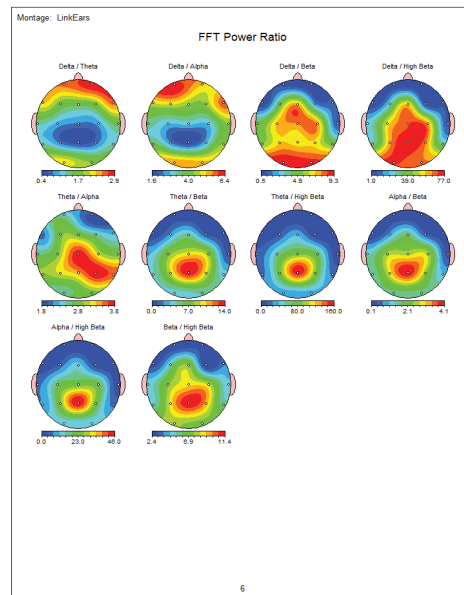 Montage: LinkEars
FFT Power Ratio
Delta / Theta
Delta / Alpha
Delta / Beta
Delta / High Beta
0.4 1.7 2.9
1.6 4.0 6.4
0.5 4.9 9.3
1.0 39.0 77.0
Theta / Alpha
Theta / Beta
Theta / High Beta
Alpha / Beta
1.8 2.8 3.8
0.0 7.0 14.0
0.0 80.0 160.0
0.1 2.1 4.1
Alpha / High Beta
Beta / High Beta
0.0 23.0 46.0
2.4 6.9 11.4
6